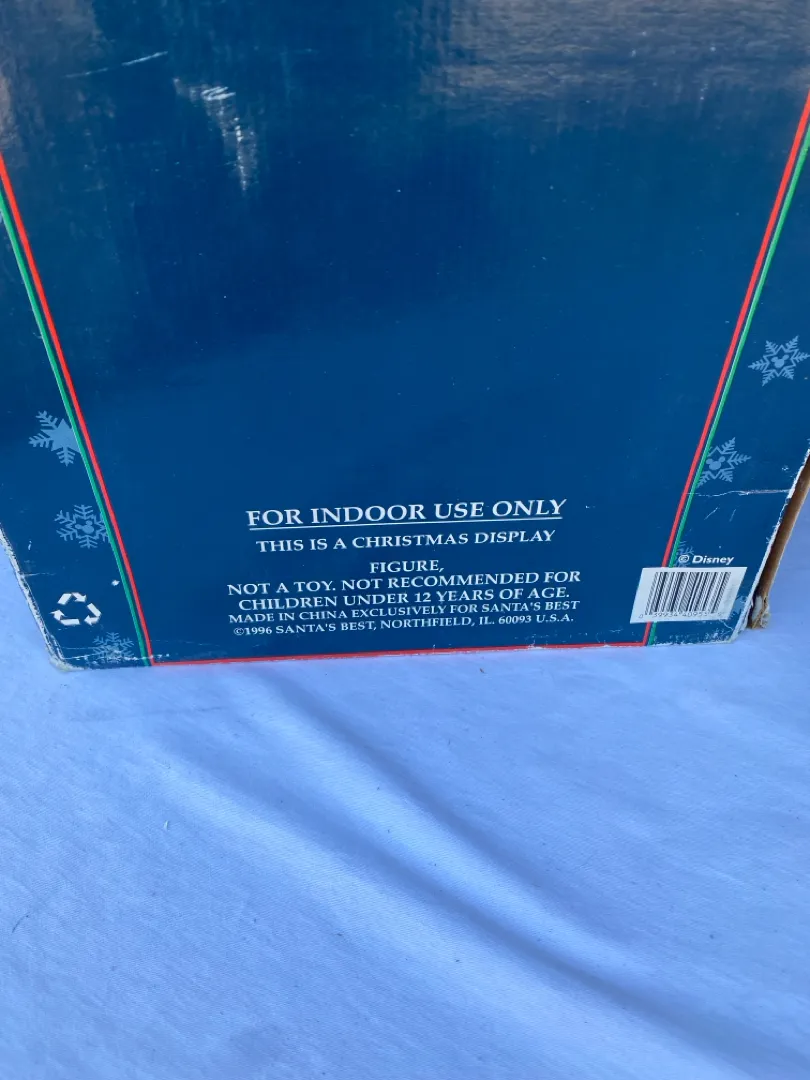 FOR INDOOR USE ONLY
THIS IS A CHRISTMAS DISPLAY
FIGURE,
NOT A TOY. NOT RECOMMENDED FOR
CHILDREN UNDER 12 YEARS OF AGE.
MADE IN CHINA EXCLUSIVELY FOR SANTA'S BEST
©1996 SANTA'S BEST, NORTHFIELD, IL. 60093 U.S.A.
© Disney